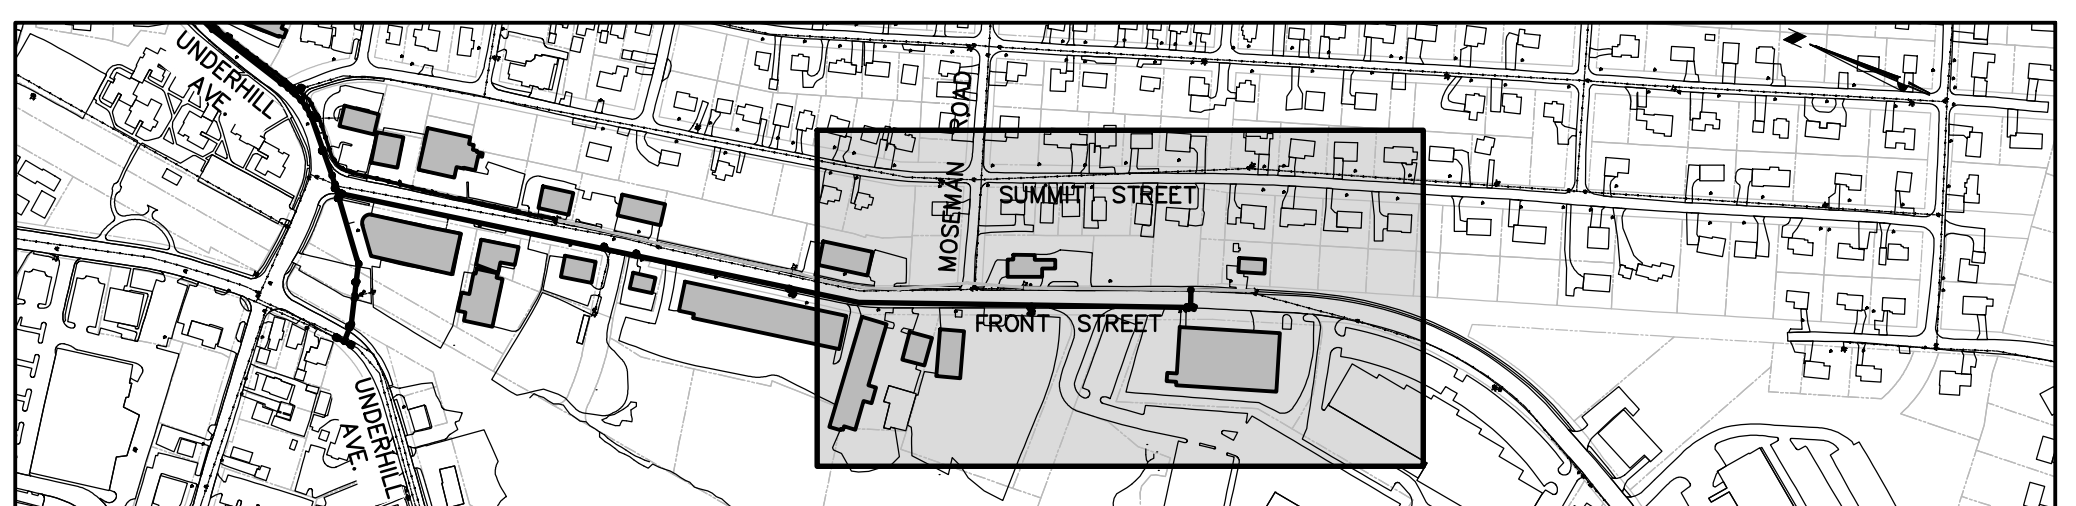 UNDERHILL
AVE.
MOSEMAN ROAD
SUMMIT STREET
FRONT STREET
UNDERHILL
AVE.